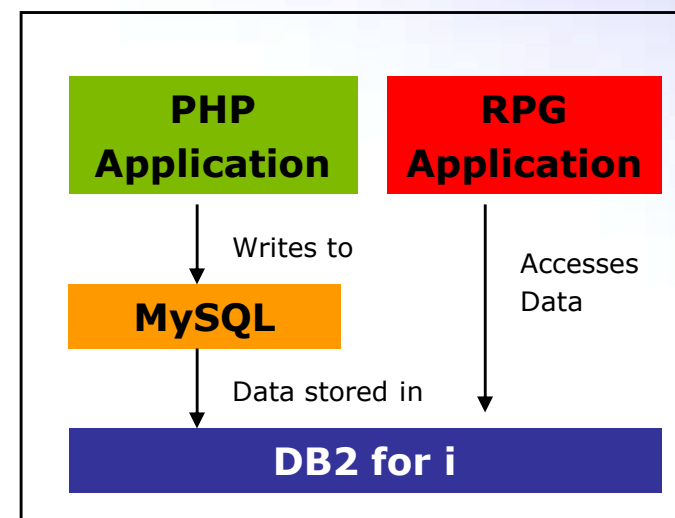 PHP
Application
RPG
Application
Writes to
Accesses
Data
MySQL
Data stored in
DB2 for i